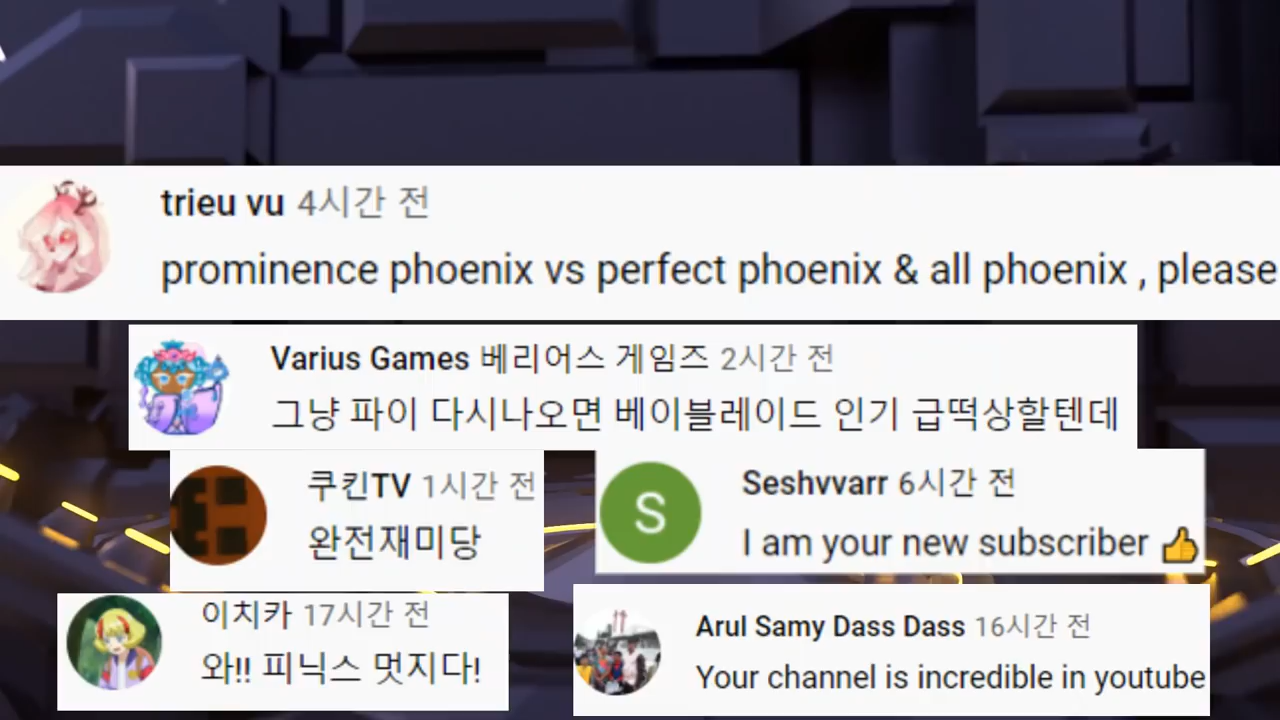 trieu vu 4시간 전
prominence phoenix vs perfect phoenix & all phoenix , please
Varius Games 베리어스 게임즈 2시간 전
그냥 파이 다시나오면 베이블레이드 인기 급떡상할텐데
쿠킨TV 1시간 전
완전재미당
Seshvvarr 6시간 전
I am your new subscriber 👍
이치카 17시간 전
와!! 피닉스 멋지다!
Arul Samy Dass Dass 16시간 전
Your channel is incredible in youtube